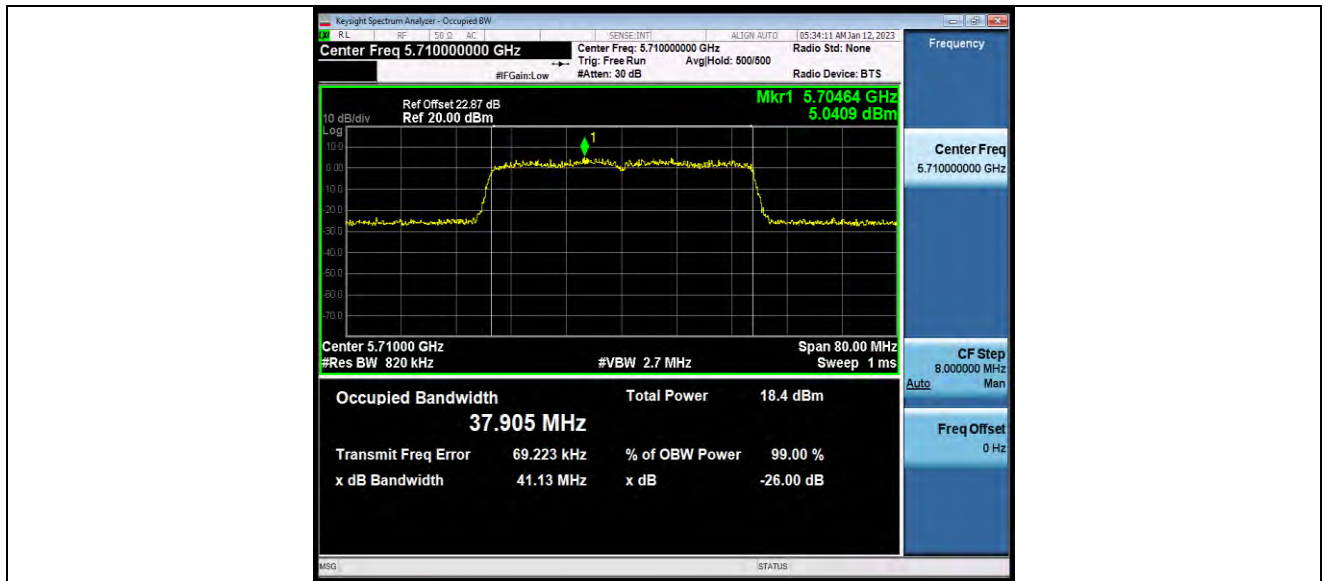 Keysight Spectrum Analyzer - Occupied BW
RL RF 50 Ω AC SENSE:INT ALIGN AUTO 05:34:11 AM Jan 12, 2023
Center Freq 5.710000000 GHz
Center Freq: 5.710000000 GHz
Radio Std: None
Trig: Free Run Avg|Hold: 500/500
#IFGain:Low
#Atten: 30 dB
Radio Device: BTS
Frequency
Mkr1 5.70464 GHz
5.0409 dBm
Ref Offset 22.87 dB
10 dB/div Ref 20.00 dBm
Log
10.0
0.00
-10.0
-20.0
-30.0
-40.0
-50.0
-60.0
-70.0
1
Center 5.71000 GHz Span 80.00 MHz
#Res BW 820 kHz #VBW 2.7 MHz Sweep 1 ms
Occupied Bandwidth Total Power 18.4 dBm
37.905 MHz
Transmit Freq Error 69.223 kHz % of OBW Power 99.00 %
x dB Bandwidth 41.13 MHz x dB -26.00 dB
Center Freq
5.710000000 GHz
CF Step
8.000000 MHz
Auto Man
Freq Offset
0 Hz
MSG STATUS